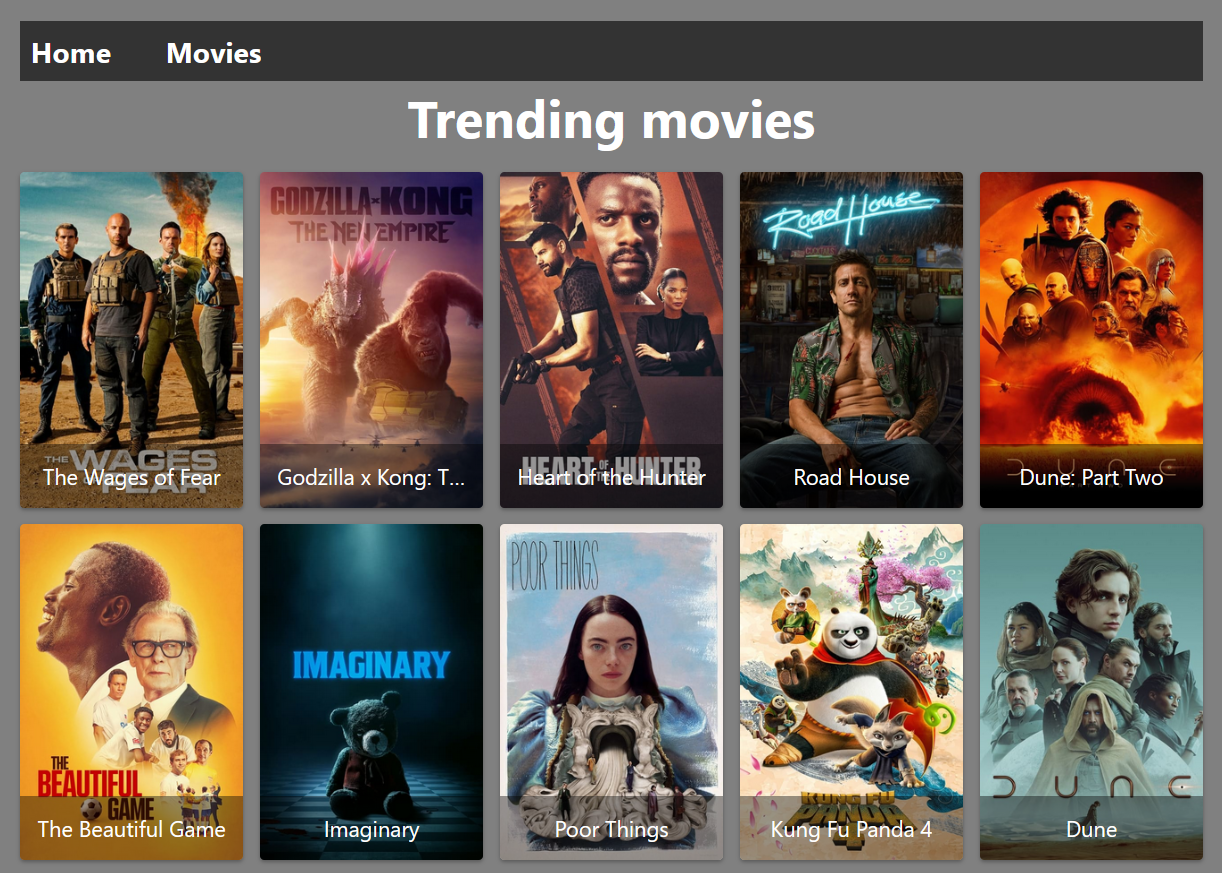 Home Movies
Trending movies
GODZILLA x KONG
THE NEW EMPIRE
Road House
THE WAGES
OF FEAR
The Wages of Fear
Godzilla x Kong: T...
HEART OF THE HUNTER
Heart of the Hunter
Road House
DUNE
Dune: Part Two
POOR THINGS
IMAGINARY
THE
BEAUTIFUL
GAME
The Beautiful Game
Imaginary
Poor Things
KUNG FU
PANDA
4
Kung Fu Panda 4
DUNE
Dune